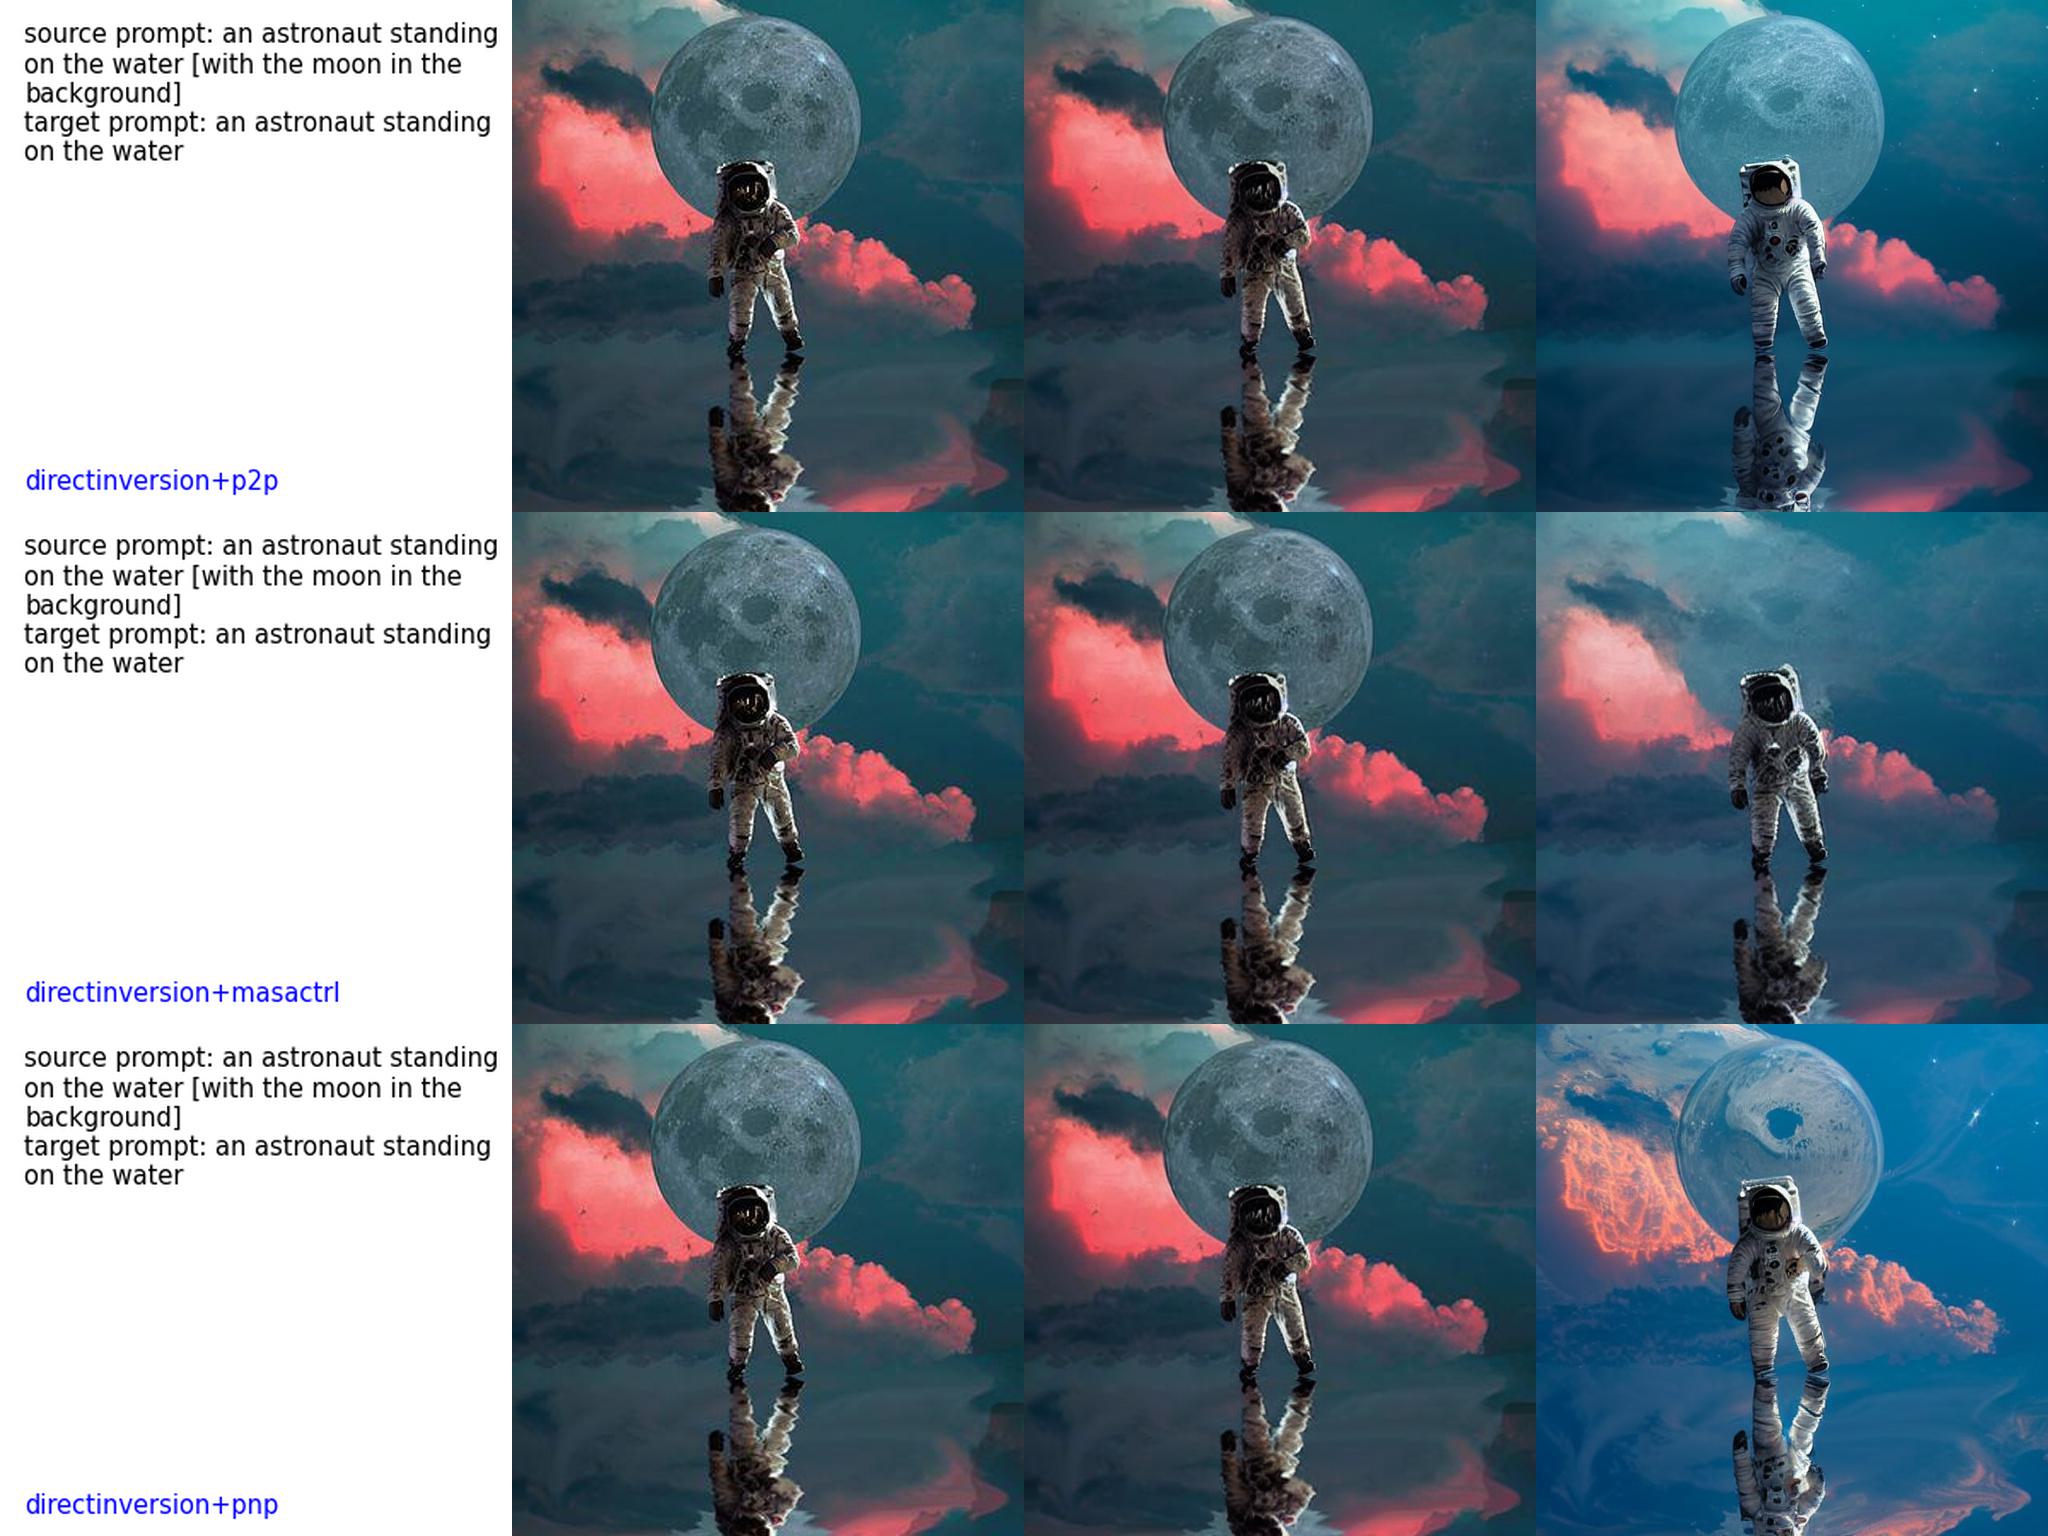 source prompt: an astronaut standing
on the water [with the moon in the
background]
target prompt: an astronaut standing
on the water
directinversion+p2p
source prompt: an astronaut standing
on the water [with the moon in the
background]
target prompt: an astronaut standing
on the water
directinversion+masactrl
source prompt: an astronaut standing
on the water [with the moon in the
background]
target prompt: an astronaut standing
on the water
directinversion+pnp